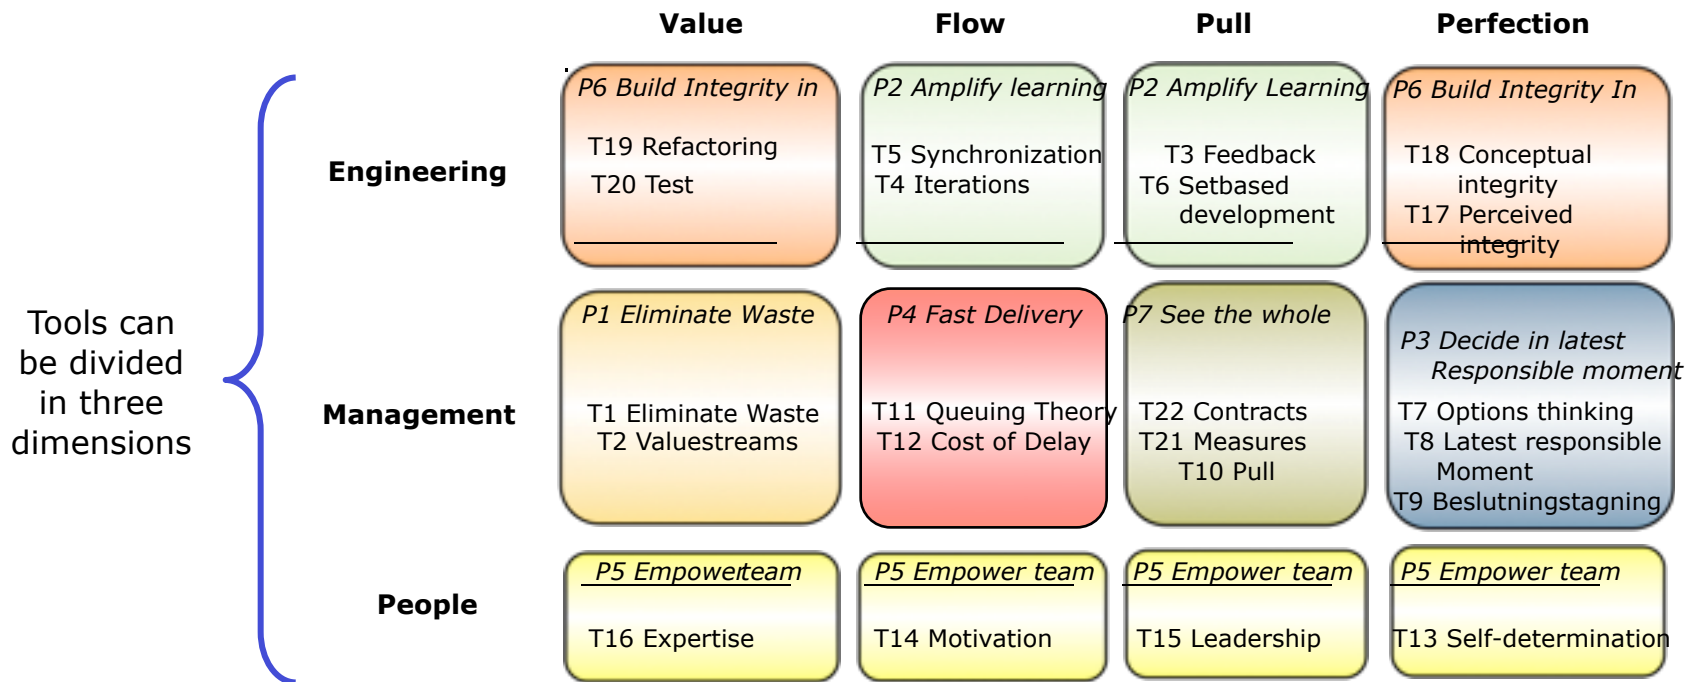 Value
Flow
Pull
Perfection
Tools can
be divided
in three
dimensions
Engineering
P6 Build Integrity in
T19 Refactoring
T20 Test
P2 Amplify learning
T5 Synchronization
T4 Iterations
P2 Amplify Learning
T3 Feedback
T6 Setbased
development
P6 Build Integrity In
T18 Conceptual
integrity
T17 Perceived
integrity
Management
P1 Eliminate Waste
T1 Eliminate Waste
T2 Valuestreams
P4 Fast Delivery
T11 Queuing Theory
T12 Cost of Delay
P7 See the whole
T22 Contracts
T21 Measures
T10 Pull
P3 Decide in latest
Responsible moment
T7 Options thinking
T8 Latest responsible
Moment
T9 Beslutningstagning
People
P5 Empower team
T16 Expertise
P5 Empower team
T14 Motivation
P5 Empower team
T15 Leadership
P5 Empower team
T13 Self-determination